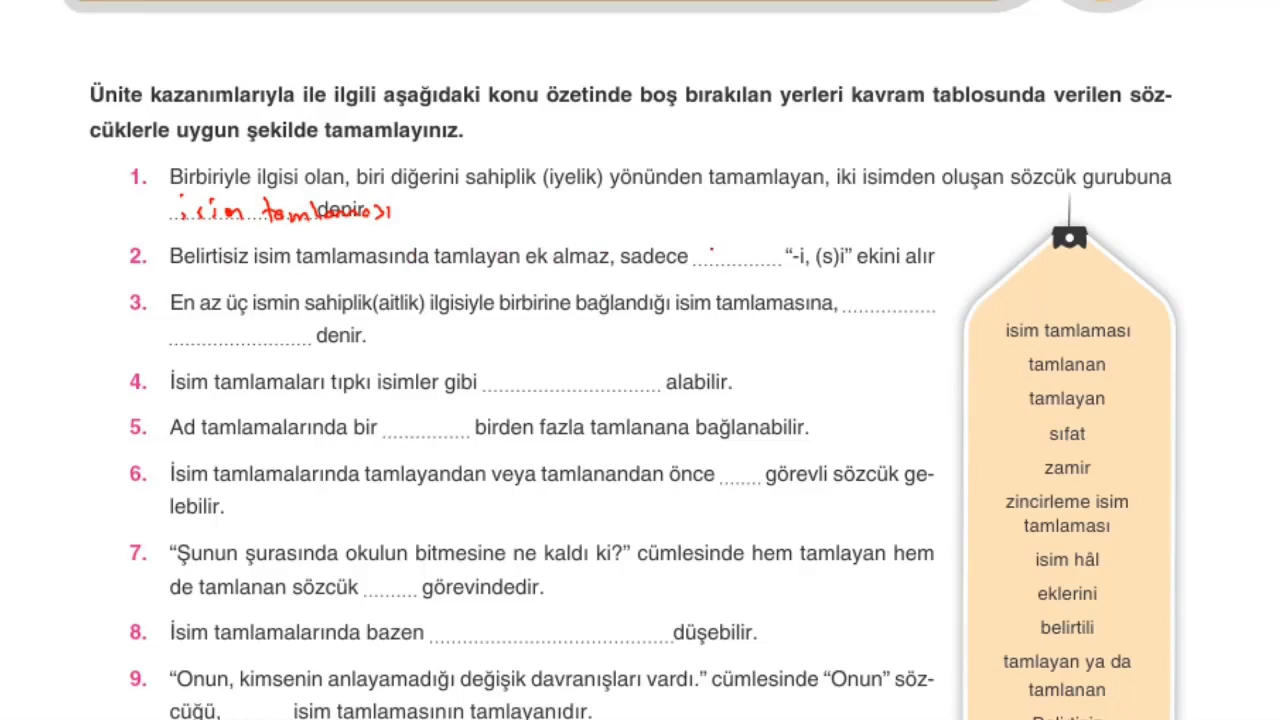 Ünite kazanımlarıyla ile ilgili aşağıdaki konu özetinde boş bırakılan yerleri kavram tablosunda verilen söz-
cüklerle uygun şekilde tamamlayınız.
1. Birbiriyle ilgisi olan, biri diğerini sahiplik (iyelik) yönünden tamamlayan, iki isimden oluşan sözcük gurubuna
isim tamlaması denir.
2. Belirtisiz isim tamlamasında tamlayan ek almaz, sadece ............... “-i, (s)i” ekini alır
3. En az üç ismin sahiplik(aitlik) ilgisiyle birbirine bağlandığı isim tamlamasına, ................
........................ denir.
4. İsim tamlamaları tıpkı isimler gibi .............................. alabilir.
5. Ad tamlamalarında bir ............... birden fazla tamlanana bağlanabilir.
6. İsim tamlamalarında tamlayandan veya tamlanandan önce ....... görevli sözcük ge-
lebilir.
7. “Şunun şurasında okulun bitmesine ne kaldı ki?” cümlesinde hem tamlayan hem
de tamlanan sözcük ......... görevindedir.
8. İsim tamlamalarında bazen ......................................... düşebilir.
9. “Onun, kimsenin anlayamadığı değişik davranışları vardı.” cümlesinde “Onun” söz-
cüğü, ............ isim tamlamasının tamlayanıdır.
isim tamlaması
tamlanan
tamlayan
sıfat
zamir
zincirleme isim
tamlaması
isim hâl
eklerini
belirtili
tamlayan ya da
tamlanan